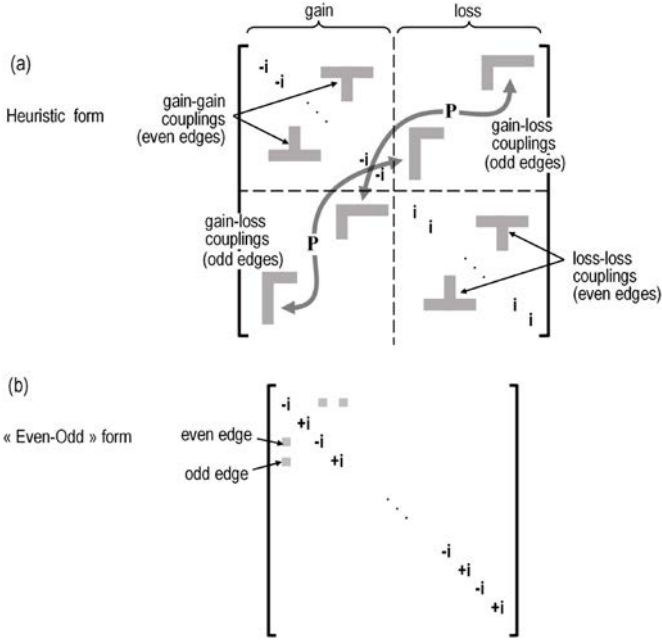 gain
loss
(a)
Heuristic form
-i
-i
gain-gain
couplings
(even edges)
P
gain-loss
couplings
(odd edges)
-i
-i
gain-loss
couplings
(odd edges)
P
i
i
loss-loss
couplings
(even edges)
i
i
(b)
« Even-Odd » form
-i
+i
even edge
-i
odd edge
+i
-i
+i
-i
+i